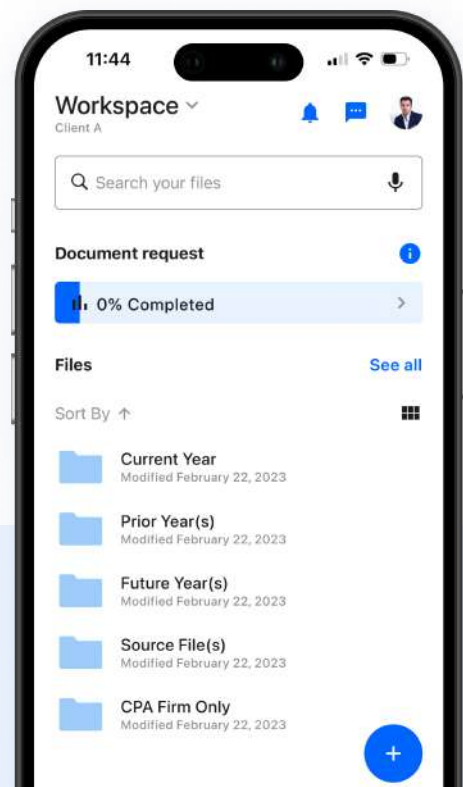 11:44
Workspace
Client A
Search your files
Document request
0% Completed
Files
See all
Sort By
Current Year
Modified February 22, 2023
Prior Year(s)
Modified February 22, 2023
Future Year(s)
Modified February 22, 2023
Source File(s)
Modified February 22, 2023
CPA Firm Only
Modified February 22, 2023